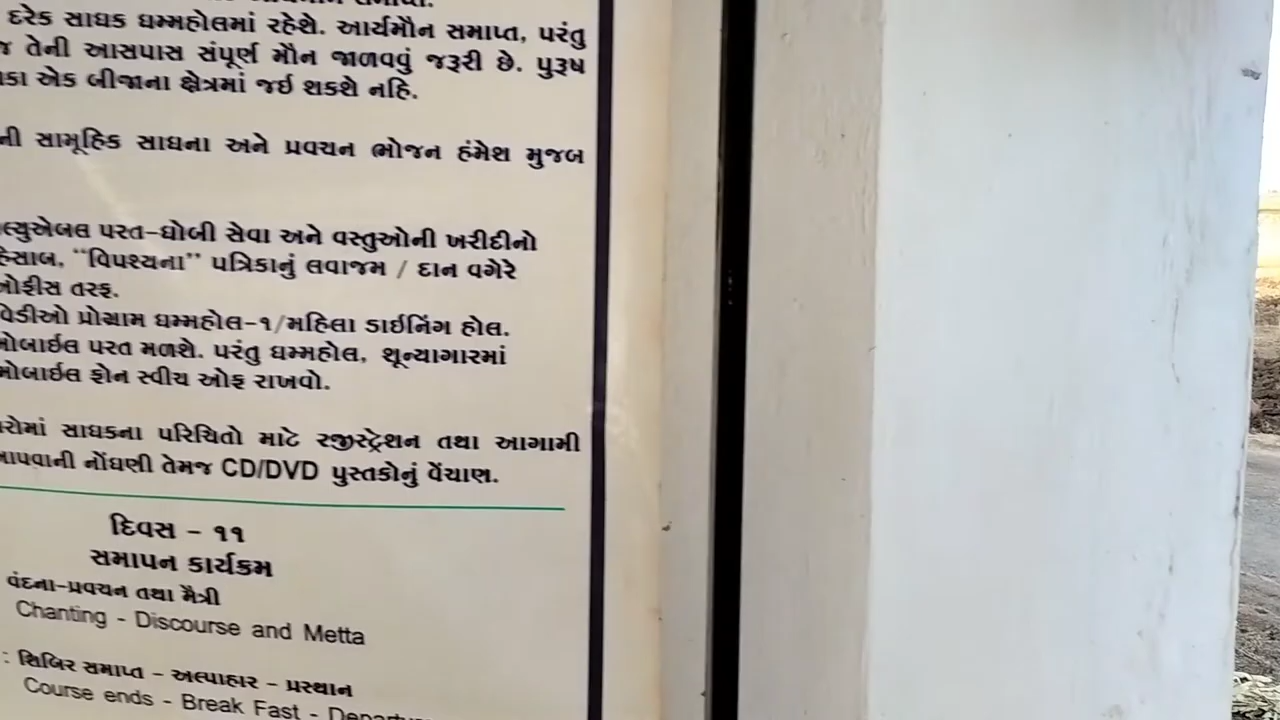 દરેક સાધક ધમ્મહોલમાં રહેશે. આર્યમૌન સમાપ્ત, પરંતુ
તેની આસપાસ સંપૂર્ણ મૌન જાળવવું જરૂરી છે. પુરૂષ
એક બીજાના ક્ષેત્રમાં જઈ શકશે નહિ.
સામૂહિક સાધના અને પ્રવચન ભોજન હંમેશ મુજબ
પરત-ધોબી સેવા અને વસ્તુઓની ખરીદીનો
"વિપશ્યના" પત્રિકાનું લવાજમ / દાન વગેરે
તરફ.
પ્રોગ્રામ ધમ્મહોલ-૧/મહિલા ડાઈનિંગ હોલ.
પરત મળશે. પરંતુ ધમ્મહોલ, શૂન્યાગારમાં
ફોન સ્વીચ ઓફ રાખવો.
સાધકના પરિચિતો માટે રજીસ્ટ્રેશન તથા આગામી
નોંધણી તેમજ CD/DVD પુસ્તકોનું વેંચાણ.
દિવસ - ૧૧
સમાપન કાર્યક્રમ
વંદના-પ્રવચન તથા મૈત્રી
Chanting - Discourse and Metta
: શિબિર સમાપ્ત - અલ્પાહાર - પ્રસ્થાન
Course ends - Break Fast -